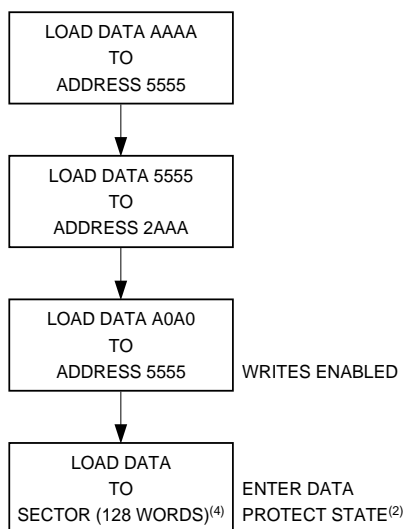 LOAD DATA AAAA
TO
ADDRESS 5555
LOAD DATA 5555
TO
ADDRESS 2AAA
LOAD DATA A0A0
TO
ADDRESS 5555
WRITES ENABLED
LOAD DATA
TO
SECTOR (128 WORDS)(4)
ENTER DATA
PROTECT STATE(2)